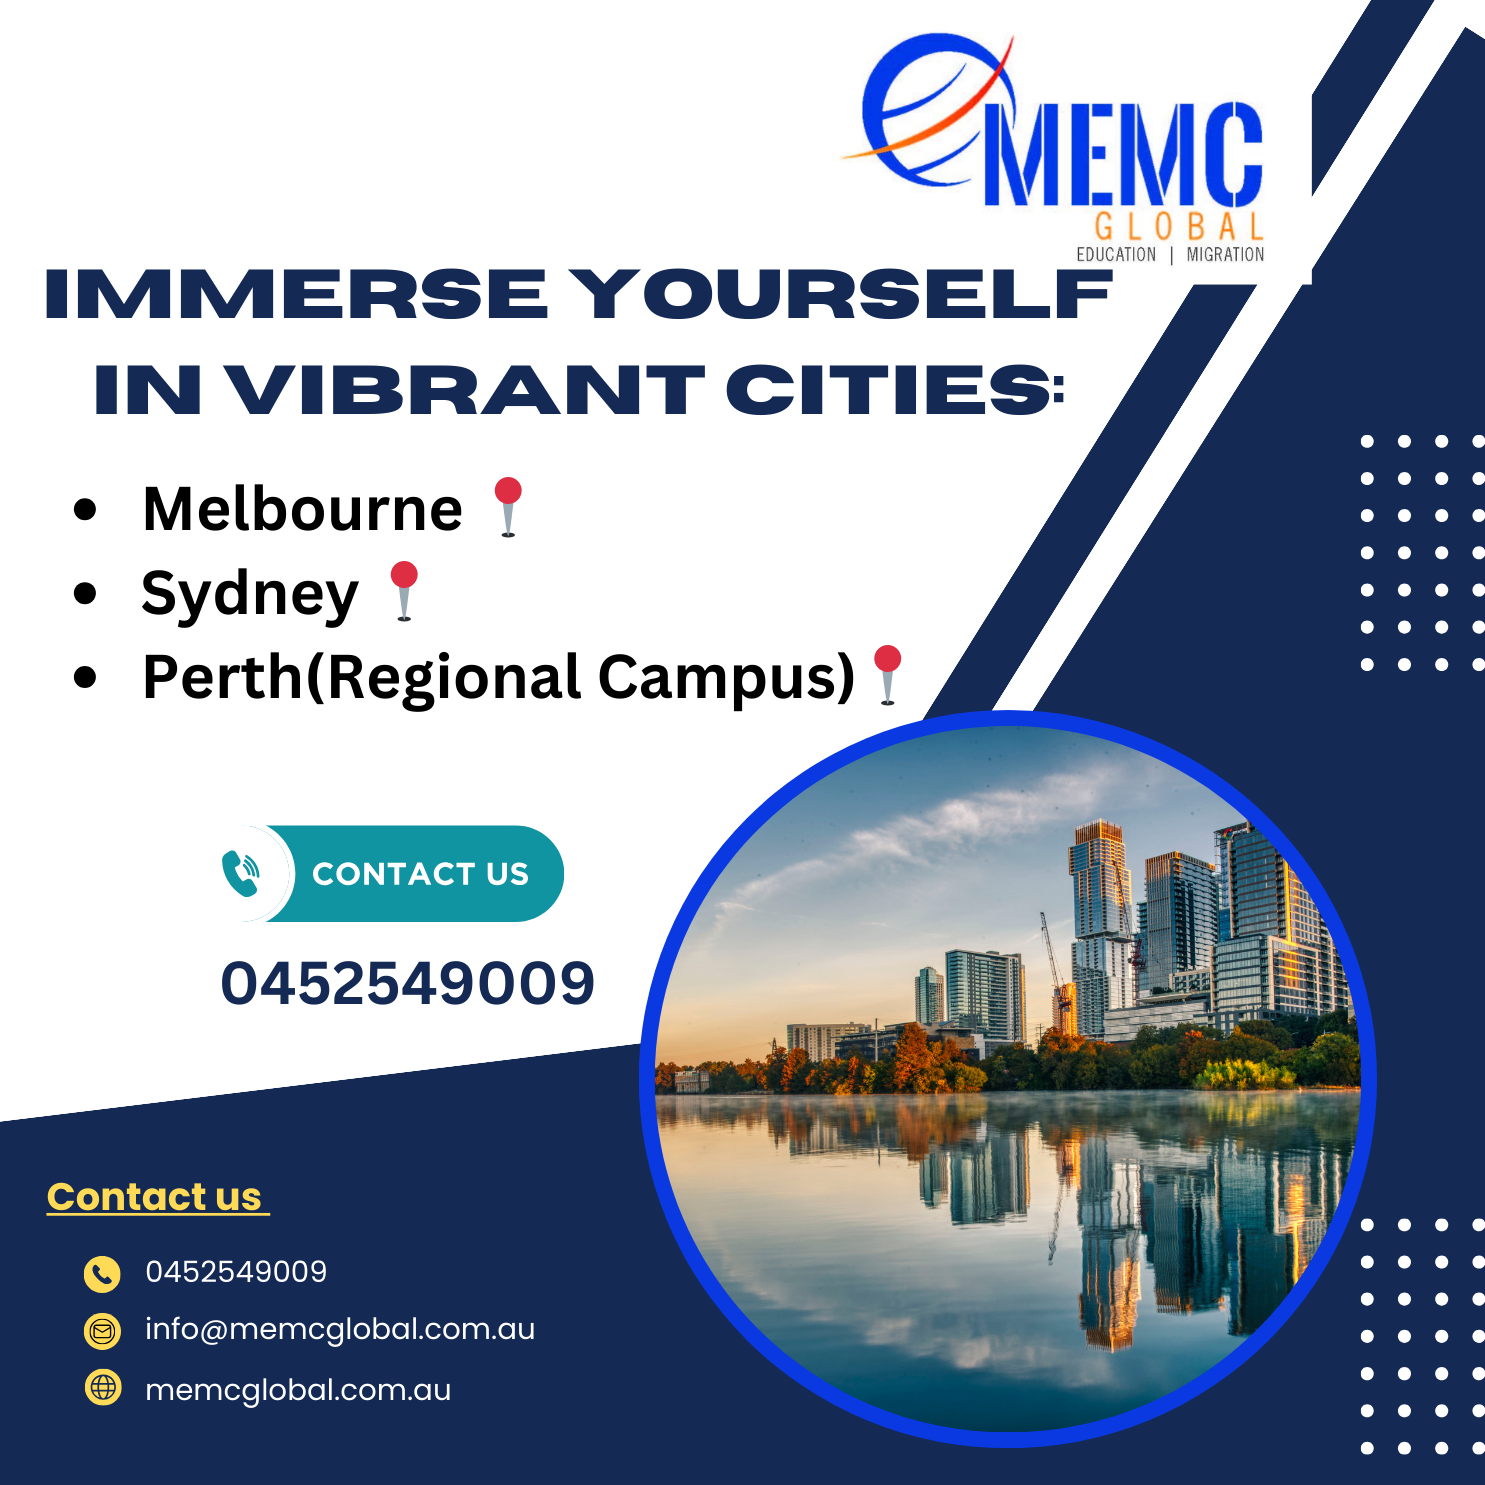 MEMC
GLOBAL
EDUCATION | MIGRATION
IMMERSE YOURSELF
IN VIBRANT CITIES:
• Melbourne 📍
• Sydney 📍
• Perth(Regional Campus)📍
CONTACT US
0452549009
Contact us
0452549009
info@memcglobal.com.au
memcglobal.com.au